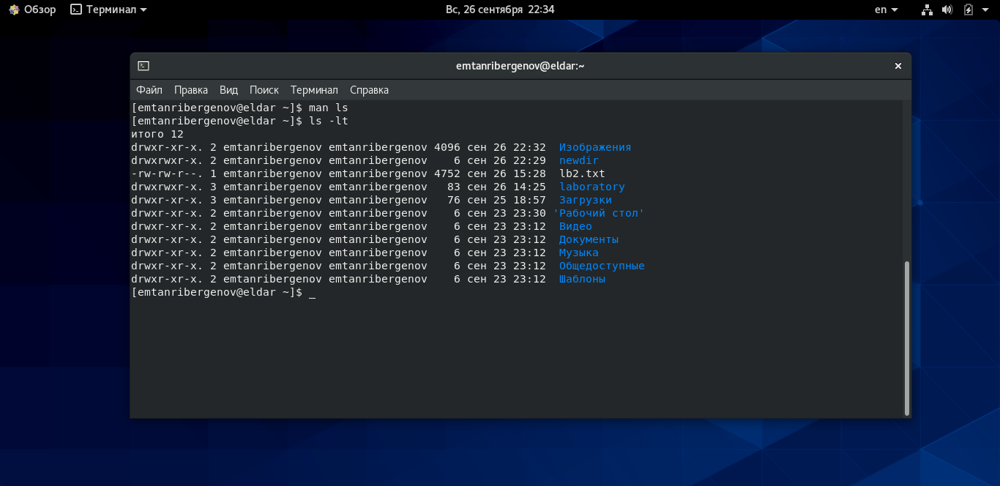 Обзор Терминал Вс, 26 сентября 22:34 en
emtanribergenov@eldar:~
Файл Правка Вид Поиск Терминал Справка
[emtanribergenov@eldar ~]$ man ls
[emtanribergenov@eldar ~]$ ls -lt
итого 12
drwxr-xr-x. 2 emtanribergenov emtanribergenov 4096 сен 26 22:32  Изображения
drwxrwxr-x. 2 emtanribergenov emtanribergenov    6 сен 26 22:29  newdir
-rw-rw-r--. 1 emtanribergenov emtanribergenov 4752 сен 26 15:28  lb2.txt
drwxrwxr-x. 3 emtanribergenov emtanribergenov   83 сен 26 14:25  laboratory
drwxr-xr-x. 3 emtanribergenov emtanribergenov   76 сен 25 18:57  Загрузки
drwxr-xr-x. 2 emtanribergenov emtanribergenov    6 сен 23 23:30 'Рабочий стол'
drwxr-xr-x. 2 emtanribergenov emtanribergenov    6 сен 23 23:12  Видео
drwxr-xr-x. 2 emtanribergenov emtanribergenov    6 сен 23 23:12  Документы
drwxr-xr-x. 2 emtanribergenov emtanribergenov    6 сен 23 23:12  Музыка
drwxr-xr-x. 2 emtanribergenov emtanribergenov    6 сен 23 23:12  Общедоступные
drwxr-xr-x. 2 emtanribergenov emtanribergenov    6 сен 23 23:12  Шаблоны
[emtanribergenov@eldar ~]$ _